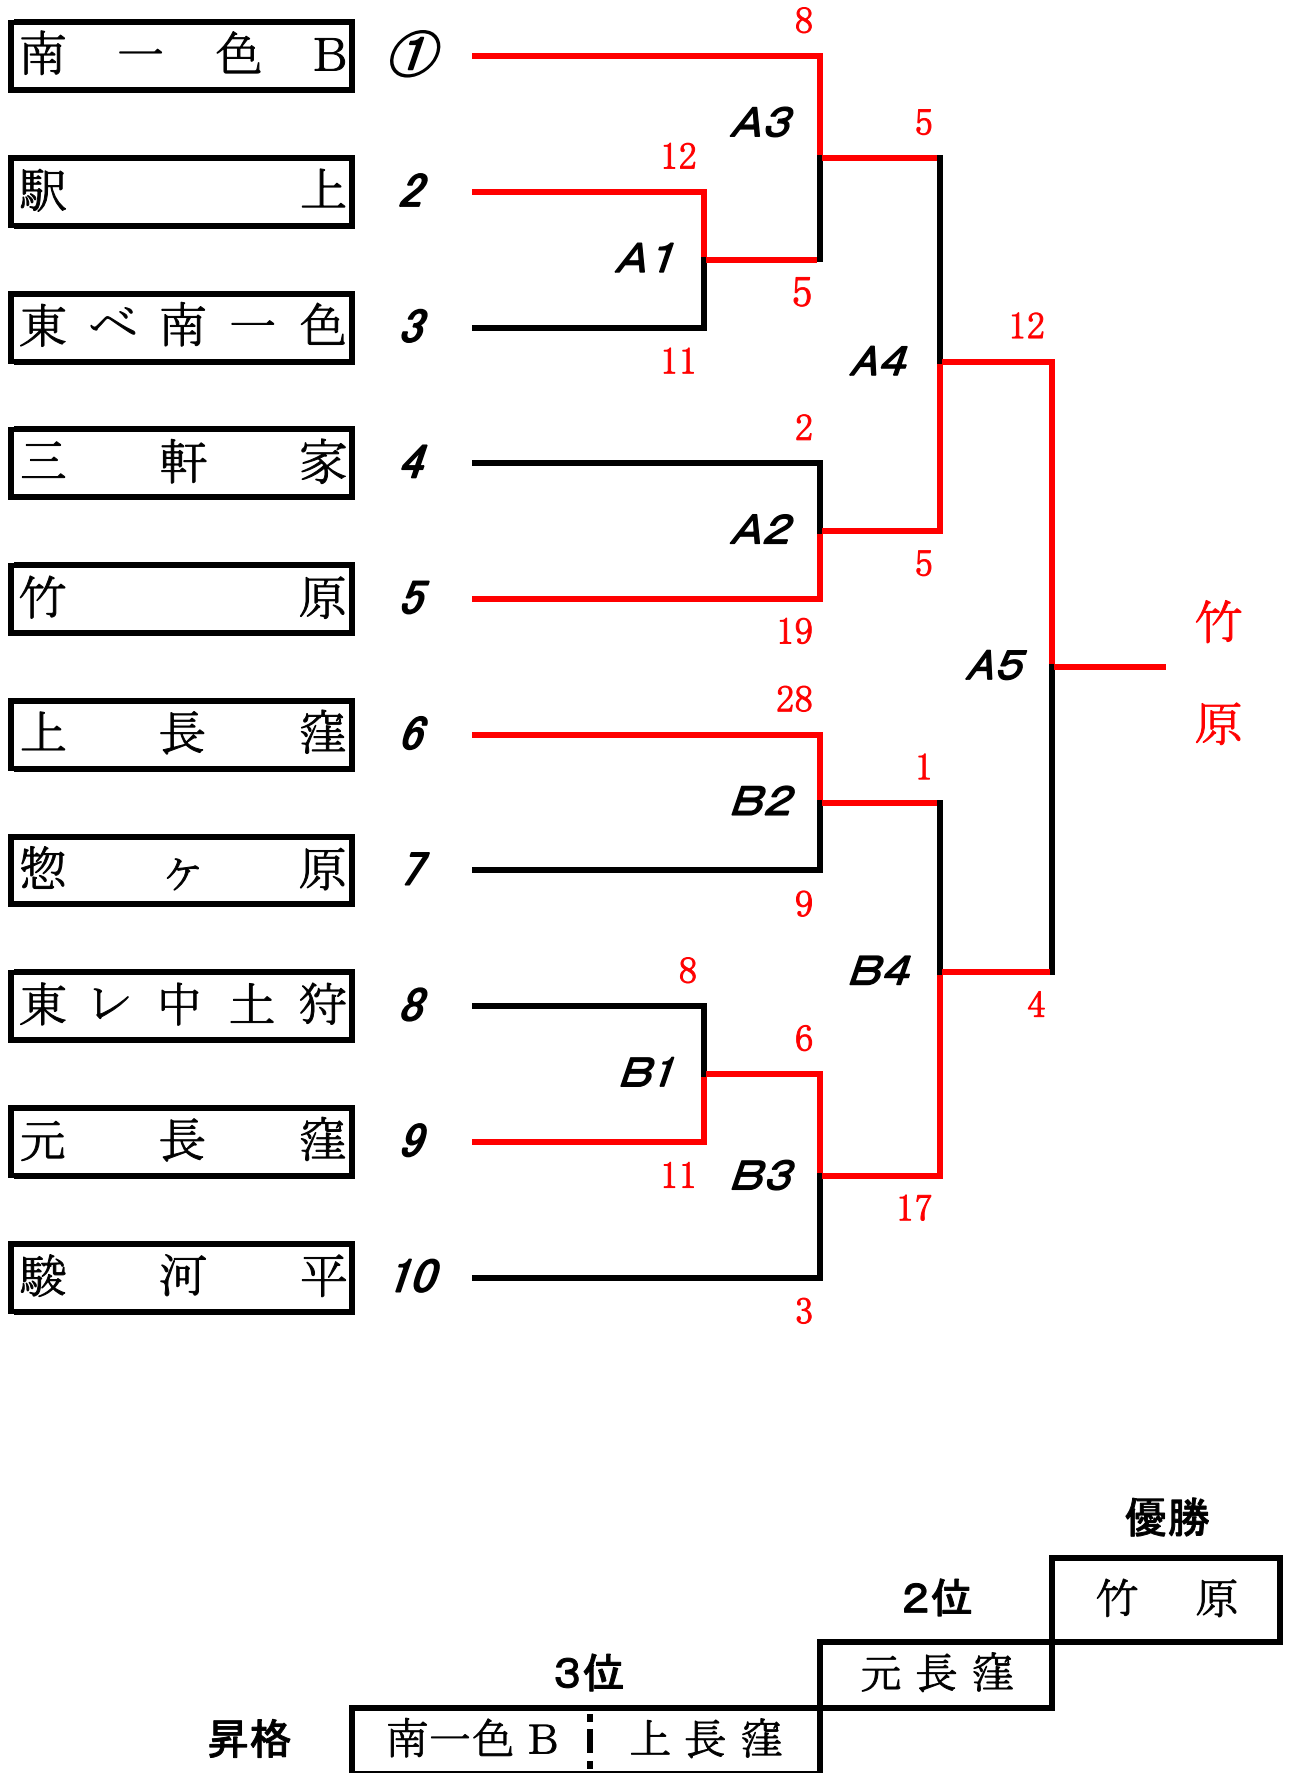 8
南一色B ①
A3
5
12
駅上 2
A1
5
東べ南一色 3
12
11
A4
2
三軒家 4
A2
5
竹原 5
19
竹原
A5
28
上長窪 6
1
B2
惣ヶ原 7
9
B4
8
東レ中土狩 8
4
6
B1
元長窪 9
11
B3
17
駿河平 10
3
優勝
2位
竹原
3位
元長窪
昇格
南一色B 上長窪